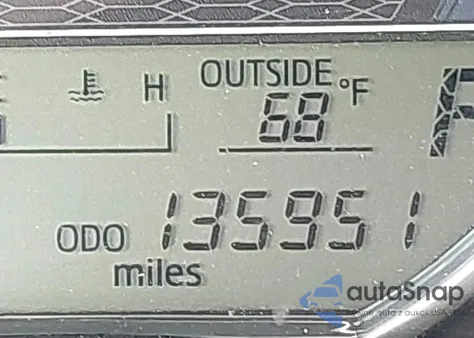 H OUTSIDE °F
68
ODO 135951
miles
autoSnap